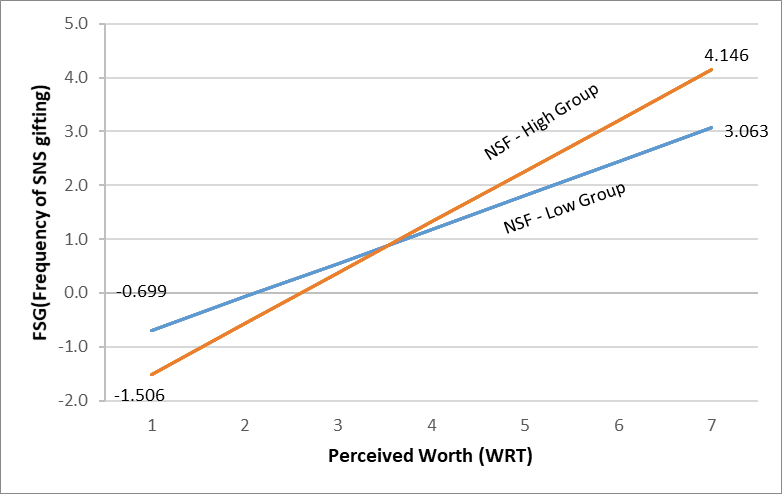 5.0
4.0
3.0
2.0
1.0
0.0
-1.0
-2.0
FSG(Frequency of SNS gifting)
4.146
3.063
NSF - High Group
NSF - Low Group
-0.699
-1.506
1 2 3 4 5 6 7
Perceived Worth (WRT)